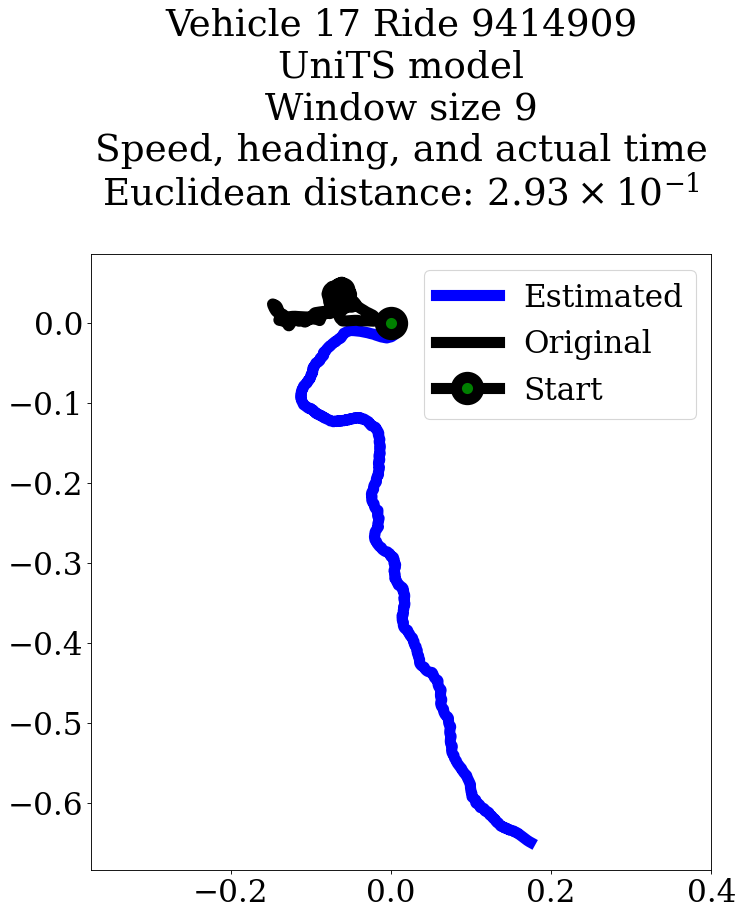 Vehicle 17 Ride 9414909
UniTS model
Window size 9
Speed, heading, and actual time
Euclidean distance: 2.93 × 10⁻¹
Estimated
Original
Start
0.0
−0.1
−0.2
−0.3
−0.4
−0.5
−0.6
−0.2 0.0 0.2 0.4